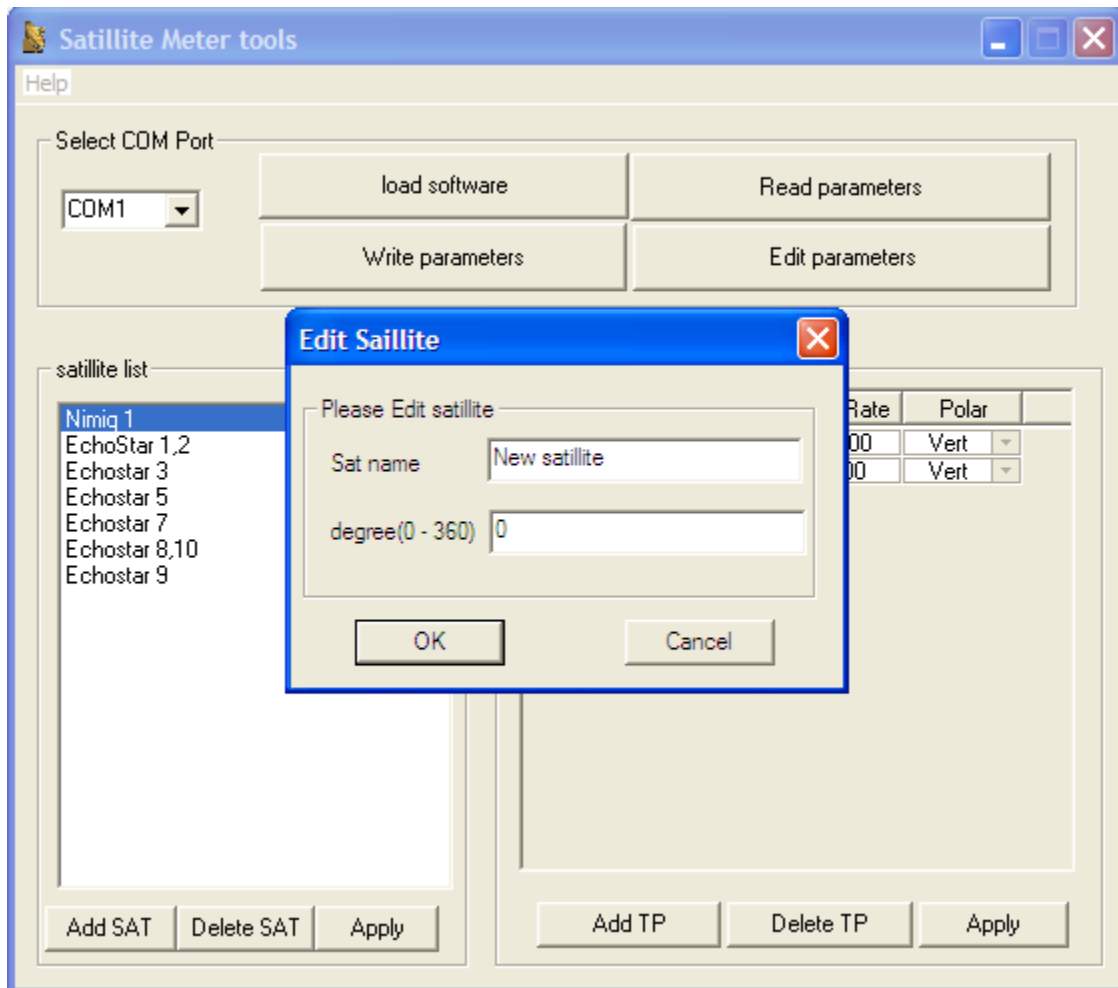 Satillite Meter tools
Help
Select COM Port
COM1
load software
Read parameters
Write parameters
Edit parameters
satillite list
Nimiq 1
EchoStar 1,2
Echostar 3
Echostar 5
Echostar 7
Echostar 8,10
Echostar 9
Add SAT
Delete SAT
Apply
Edit Saillite
Please Edit satillite
Sat name
New satillite
degree(0 - 360)
0
OK
Cancel
Rate
Polar
00
Vert
00
Vert
Add TP
Delete TP
Apply